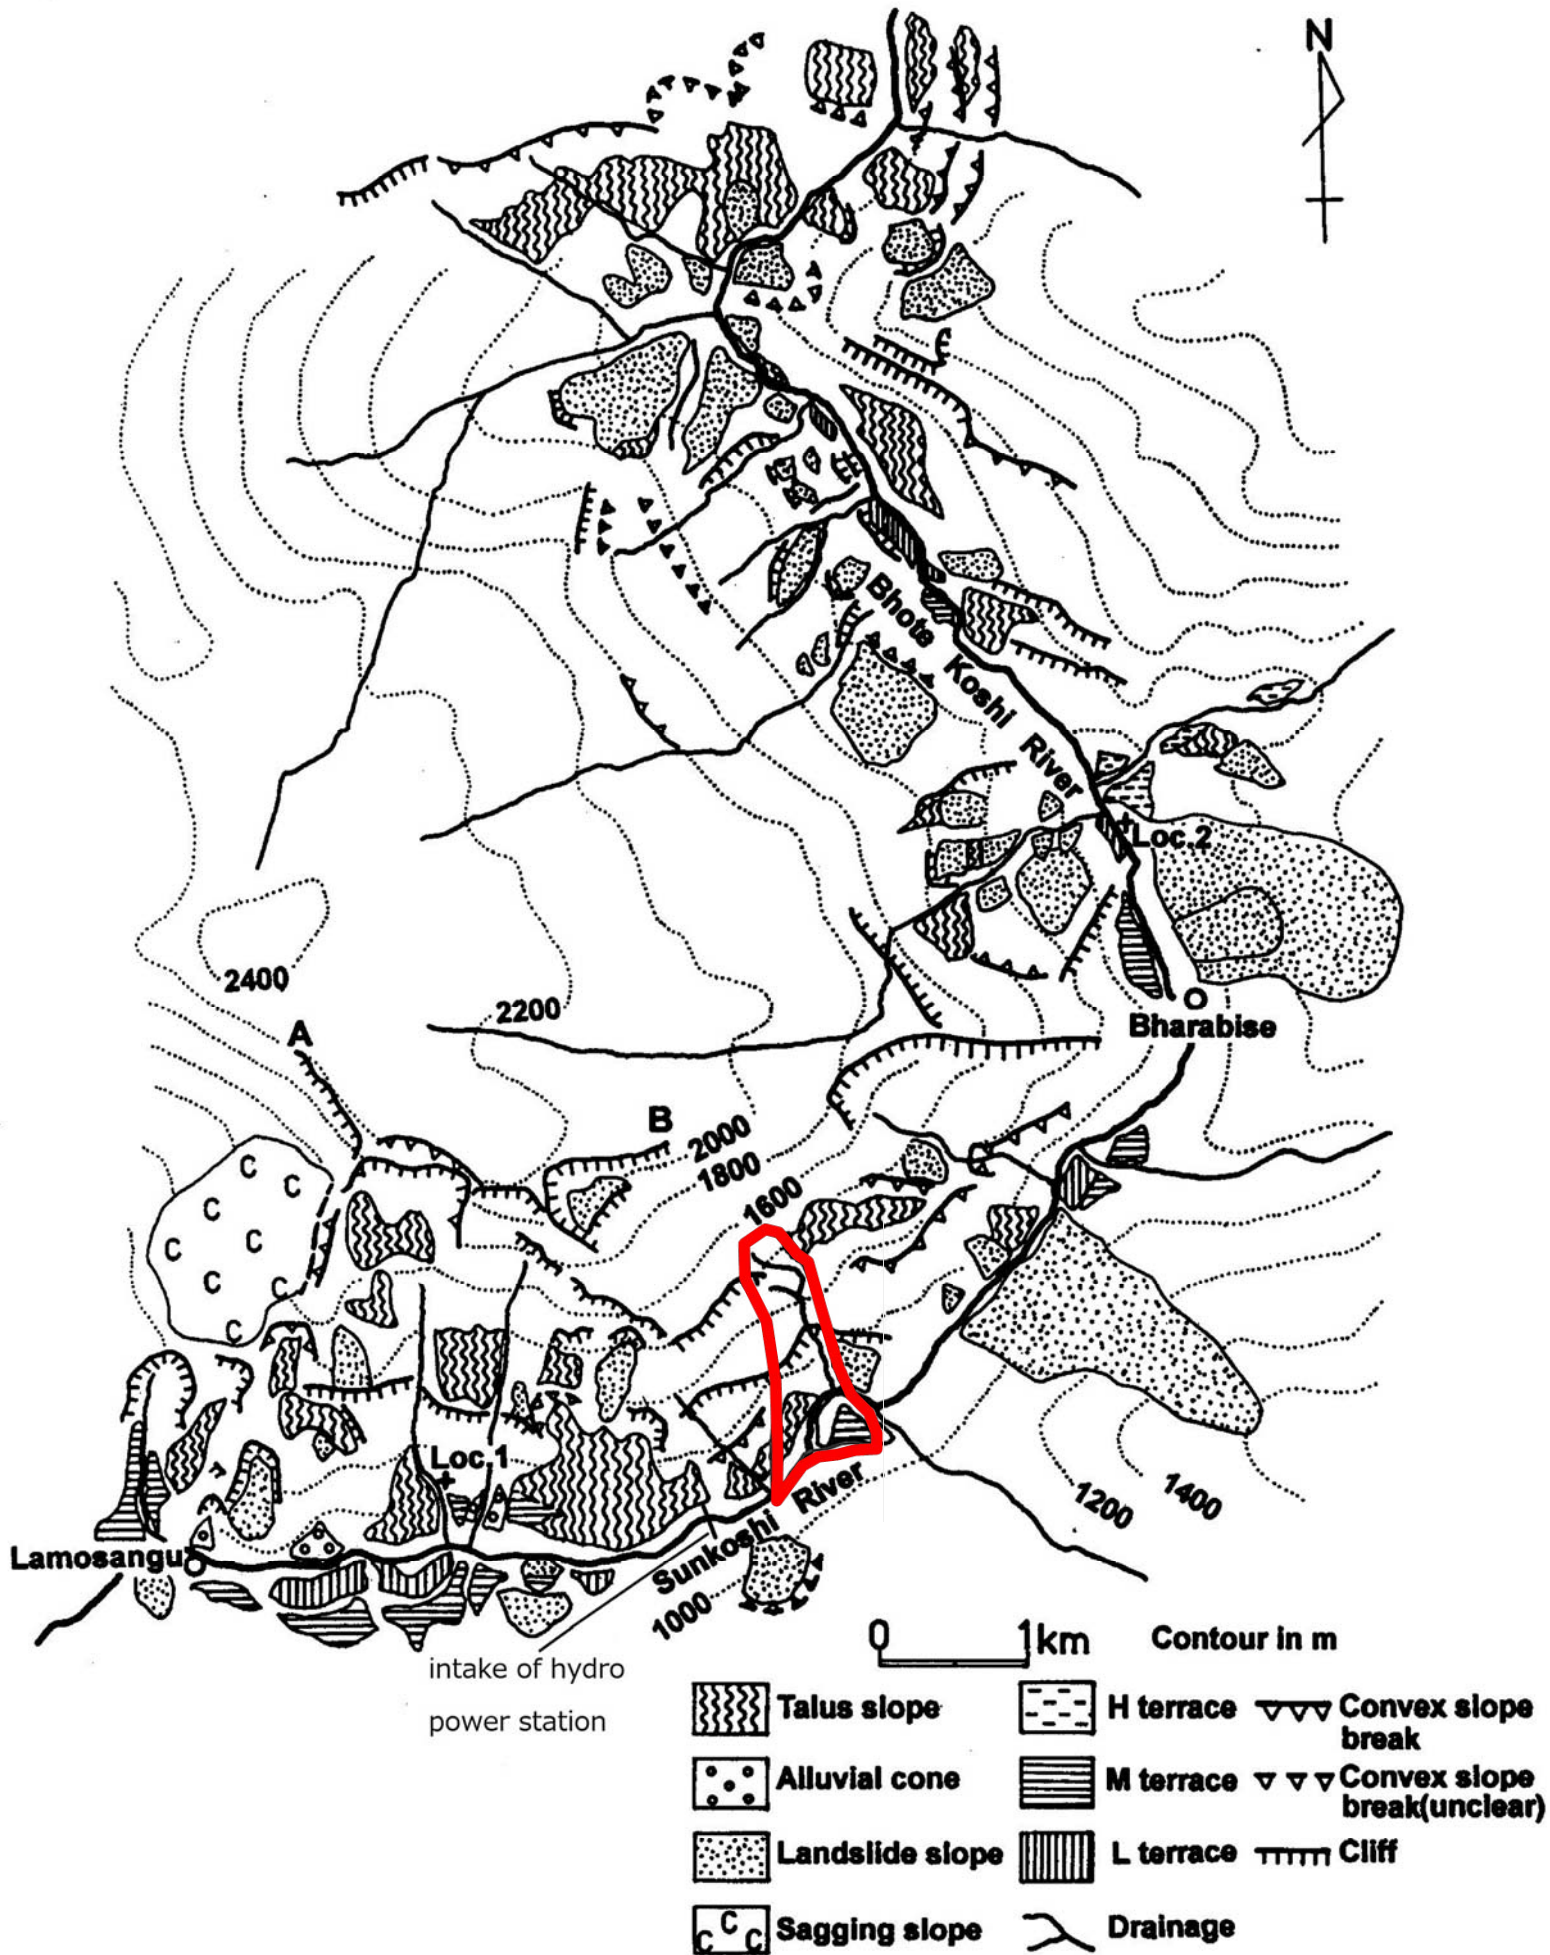 N
Bhote Koshi River
Loc.2
2400
A
2200
Bharabise
B
2000
1800
1600
C C
C
C C
C C
C
Loc.1
Lamosangu
Sunkoshi River
1000
1200
1400
intake of hydro
power station
0 1km
Contour in m
Talus slope
Alluvial cone
Landslide slope
C C C Sagging slope
H terrace
M terrace
L terrace
Drainage
Convex slope
break
Convex slope
break(unclear)
Cliff